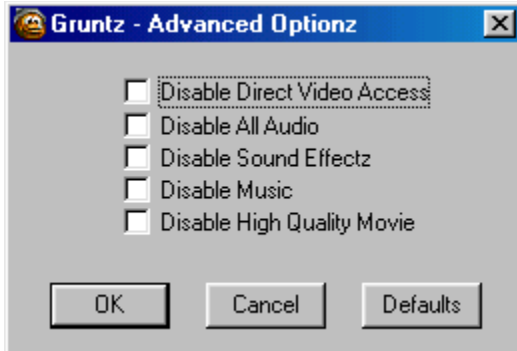 Gruntz - Advanced Optionz
Disable Direct Video Access
Disable All Audio
Disable Sound Effectz
Disable Music
Disable High Quality Movie
OK Cancel Defaults